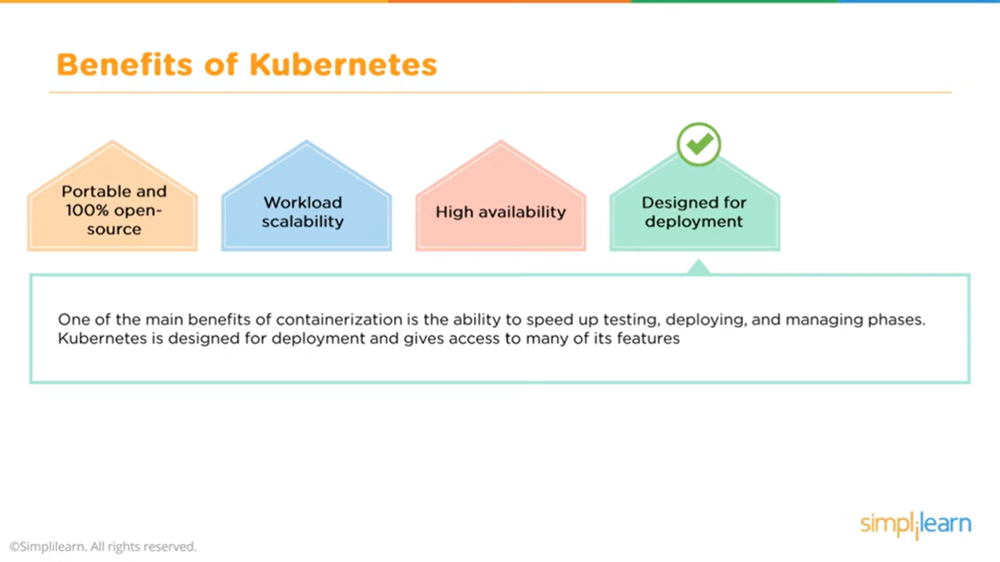 Benefits of Kubernetes
Portable and
100% open-
source
Workload
scalability
High availability
Designed for
deployment
One of the main benefits of containerization is the ability to speed up testing, deploying, and managing phases.
Kubernetes is designed for deployment and gives access to many of its features
simplilearn
©Simplilearn. All rights reserved.